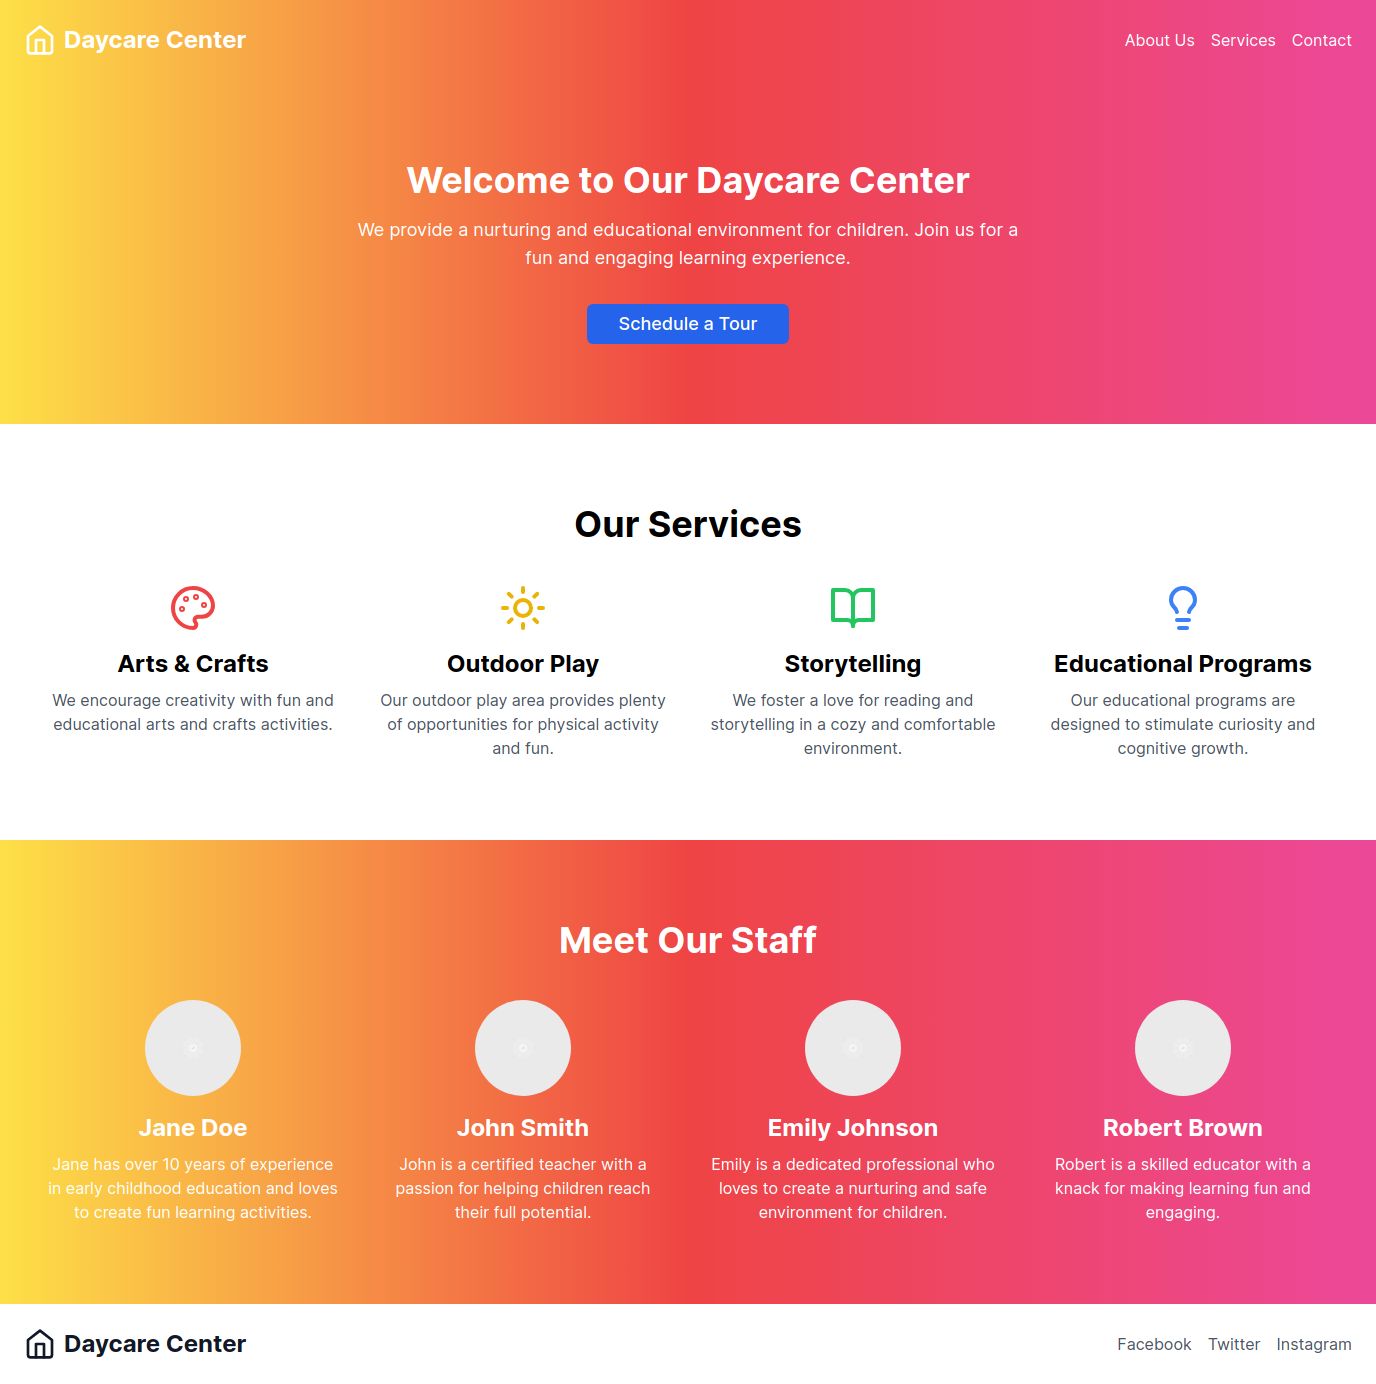 Daycare Center
About Us Services Contact
Welcome to Our Daycare Center
We provide a nurturing and educational environment for children. Join us for a
fun and engaging learning experience.
Schedule a Tour
Our Services
Arts & Crafts
We encourage creativity with fun and
educational arts and crafts activities.
Outdoor Play
Our outdoor play area provides plenty
of opportunities for physical activity
and fun.
Storytelling
We foster a love for reading and
storytelling in a cozy and comfortable
environment.
Educational Programs
Our educational programs are
designed to stimulate curiosity and
cognitive growth.
Meet Our Staff
Jane Doe
Jane has over 10 years of experience
in early childhood education and loves
to create fun learning activities.
John Smith
John is a certified teacher with a
passion for helping children reach
their full potential.
Emily Johnson
Emily is a dedicated professional who
loves to create a nurturing and safe
environment for children.
Robert Brown
Robert is a skilled educator with a
knack for making learning fun and
engaging.
Daycare Center
Facebook Twitter Instagram